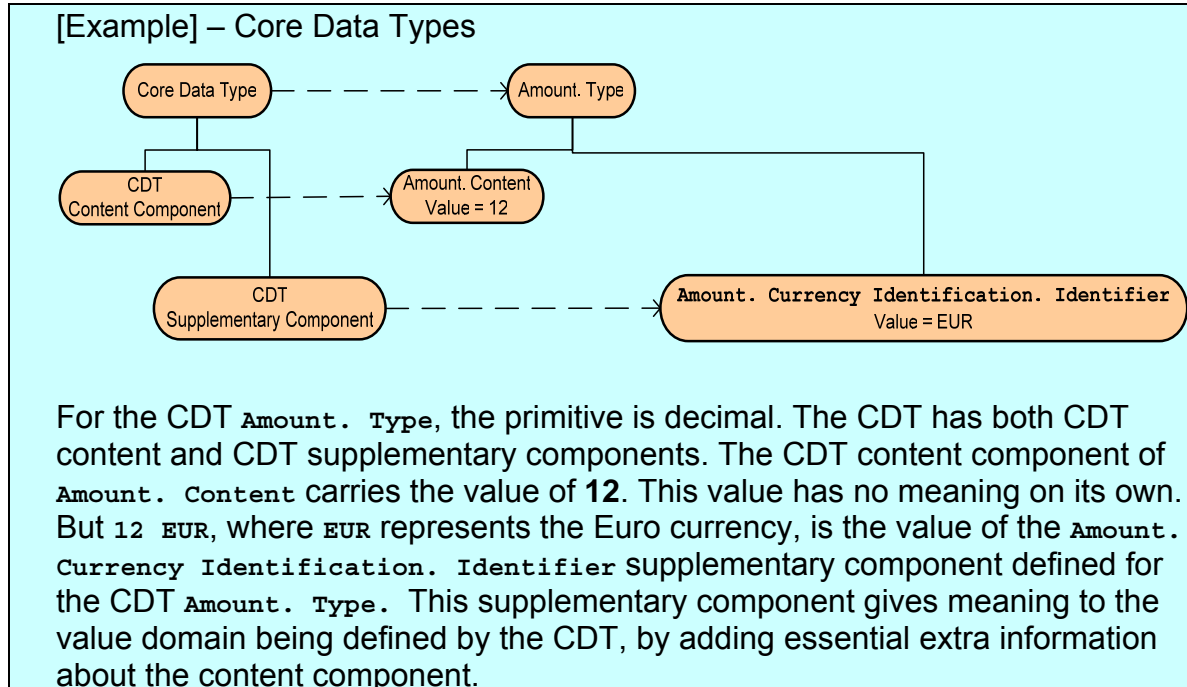 [Example] – Core Data Types
Core Data Type
Amount. Type
CDT
Content Component
Amount. Content
Value = 12
CDT
Supplementary Component
Amount. Currency Identification. Identifier
Value = EUR
For the CDT Amount. Type, the primitive is decimal. The CDT has both CDT
content and CDT supplementary components. The CDT content component of
Amount. Content carries the value of 12. This value has no meaning on its own.
But 12 EUR, where EUR represents the Euro currency, is the value of the Amount.
Currency Identification. Identifier supplementary component defined for
the CDT Amount. Type. This supplementary component gives meaning to the
value domain being defined by the CDT, by adding essential extra information
about the content component.